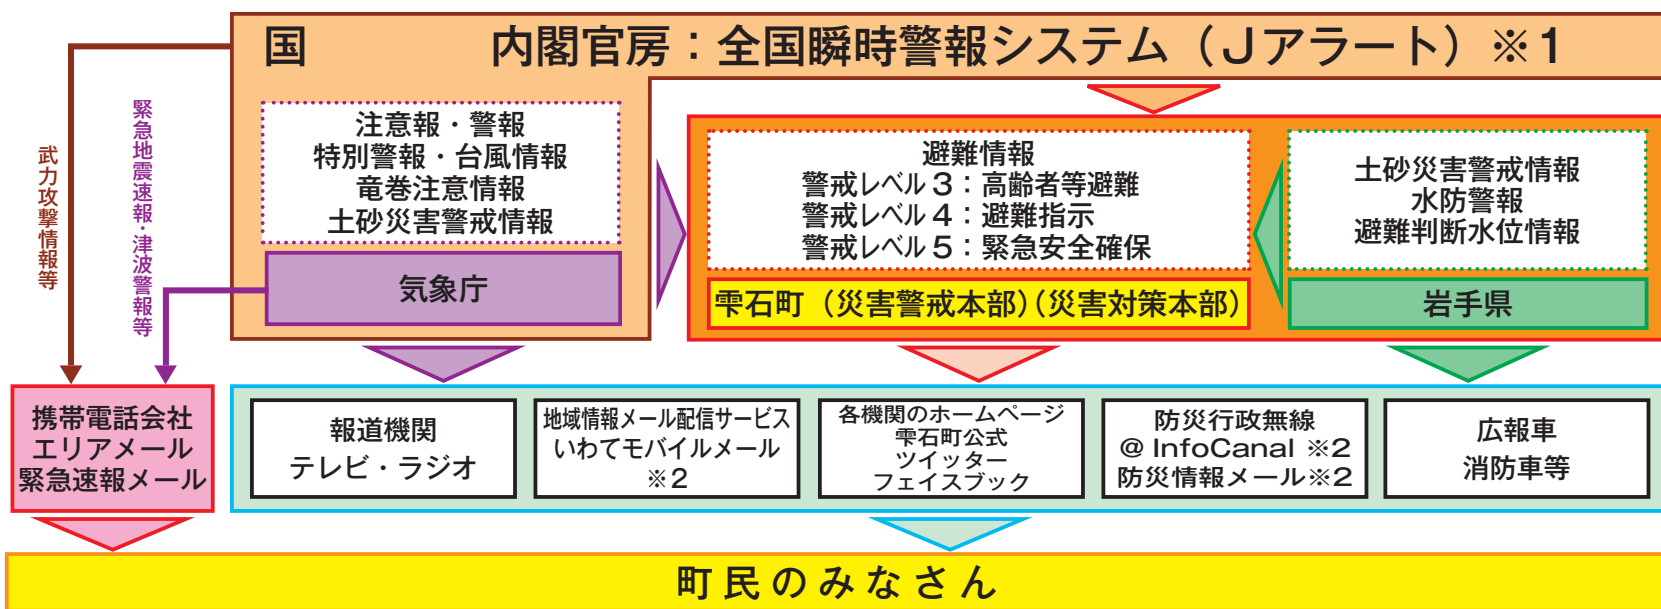 国
内閣官房：全国瞬時警報システム（Jアラート）※1
武力攻撃情報等
緊急地震速報・津波警報等
注意報・警報
特別警報・台風情報
竜巻注意情報
土砂災害警戒情報
気象庁
避難情報
警戒レベル３：高齢者等避難
警戒レベル４：避難指示
警戒レベル５：緊急安全確保
雫石町（災害警戒本部）（災害対策本部）
土砂災害警戒情報
水防警報
避難判断水位情報
岩手県
携帯電話会社
エリアメール
緊急速報メール
報道機関
テレビ・ラジオ
地域情報メール配信サービス
いわてモバイルメール
※2
各機関のホームページ
雫石町公式
ツイッター
フェイスブック
防災行政無線
@ InfoCanal ※2
防災情報メール※2
広報車
消防車等
町民のみなさん